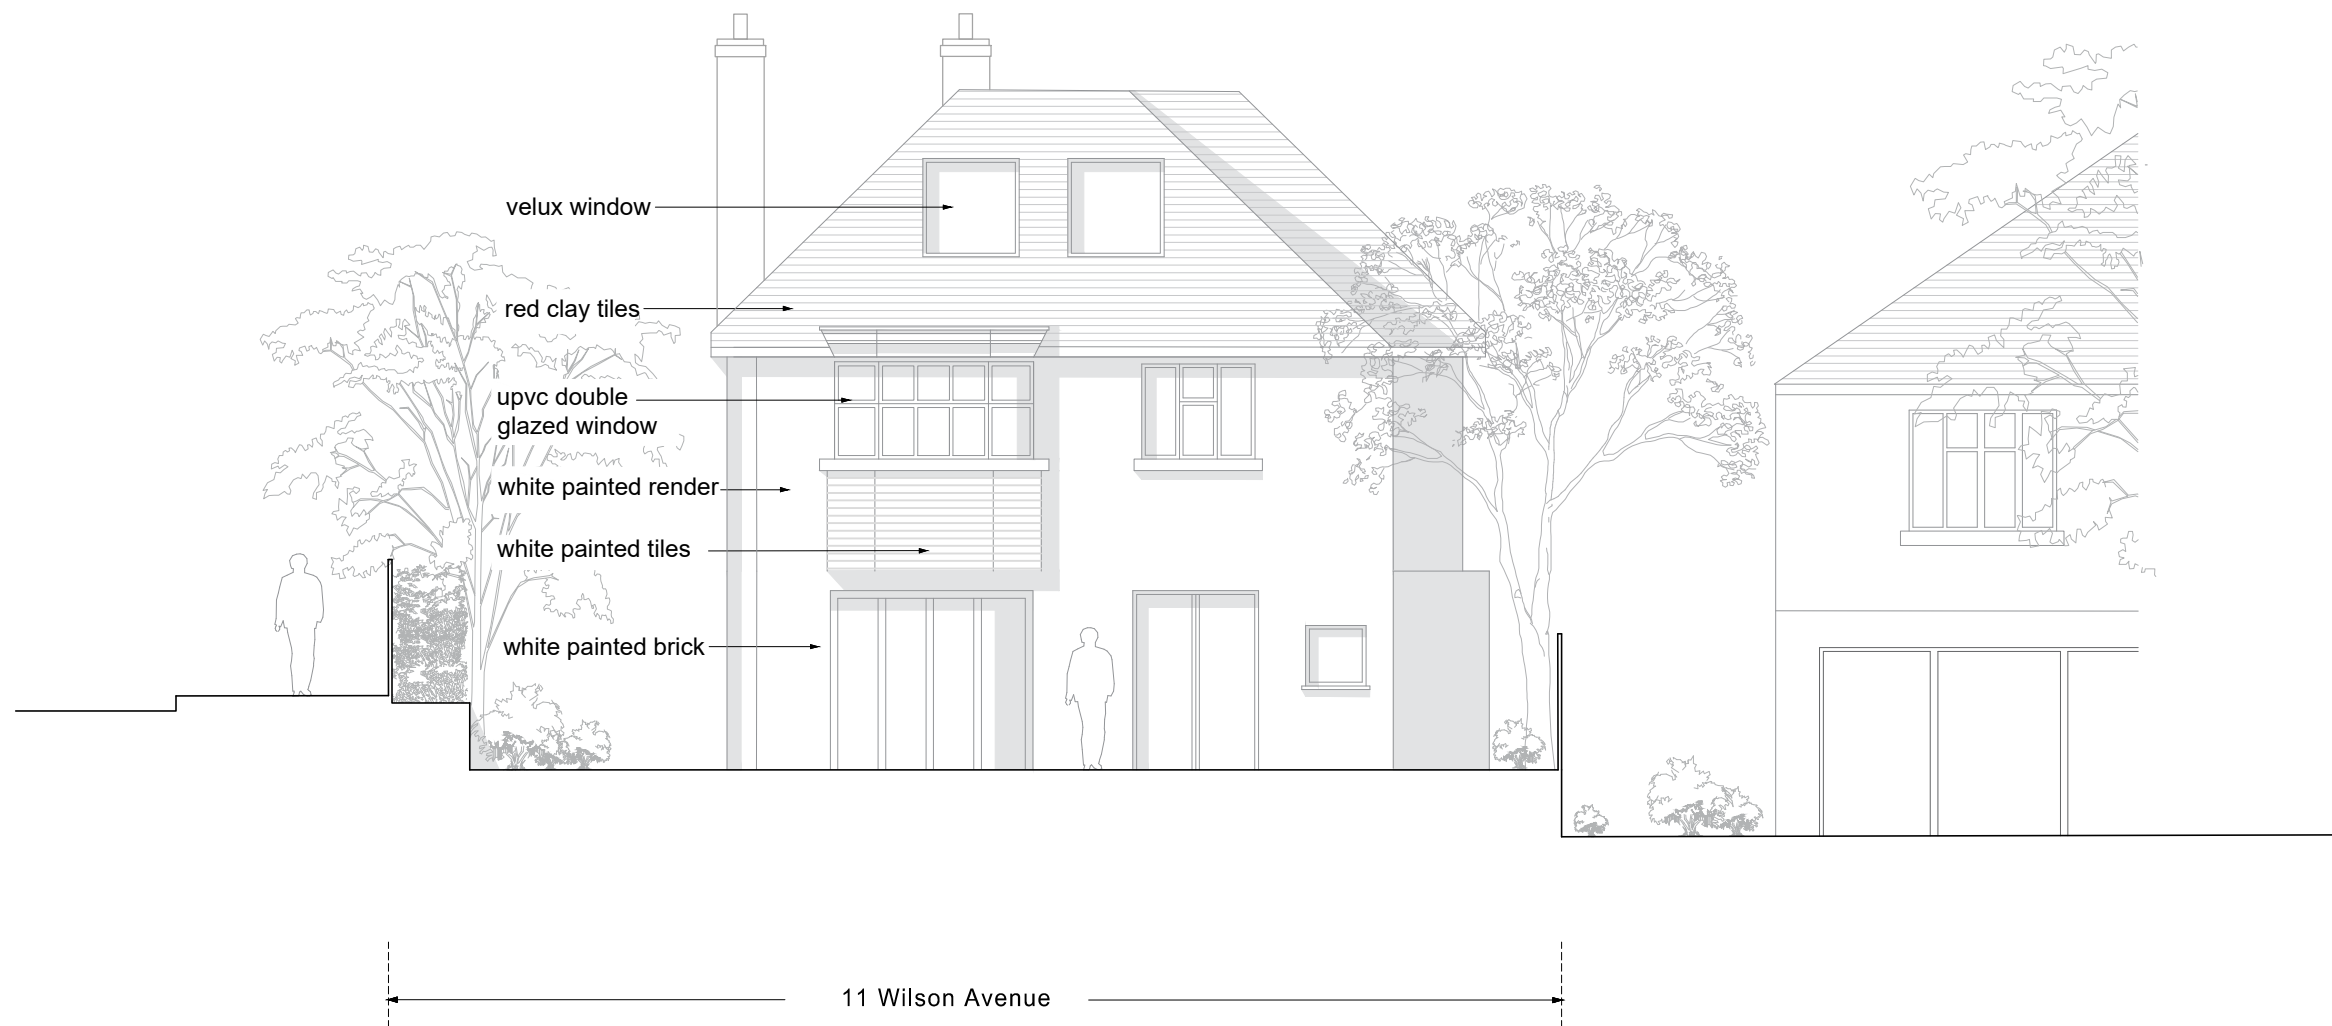 velux window
red clay tiles
upvc double
glazed window
white painted render
white painted tiles
white painted brick
11 Wilson Avenue